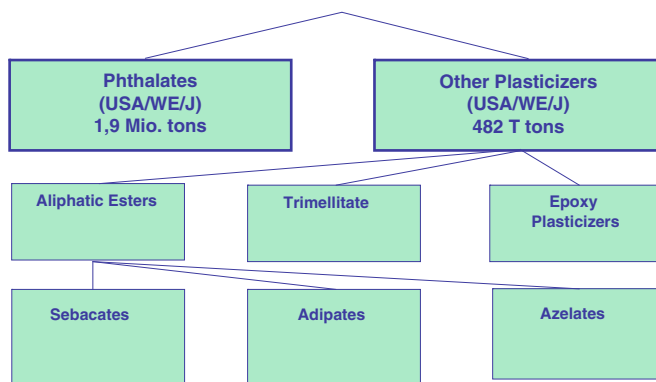 Phthalates
(USA/WE/J)
1,9 Mio. tons
Other Plasticizers
(USA/WE/J)
482 T tons
Aliphatic Esters
Trimellitate
Epoxy
Plasticizers
Sebacates
Adipates
Azelates